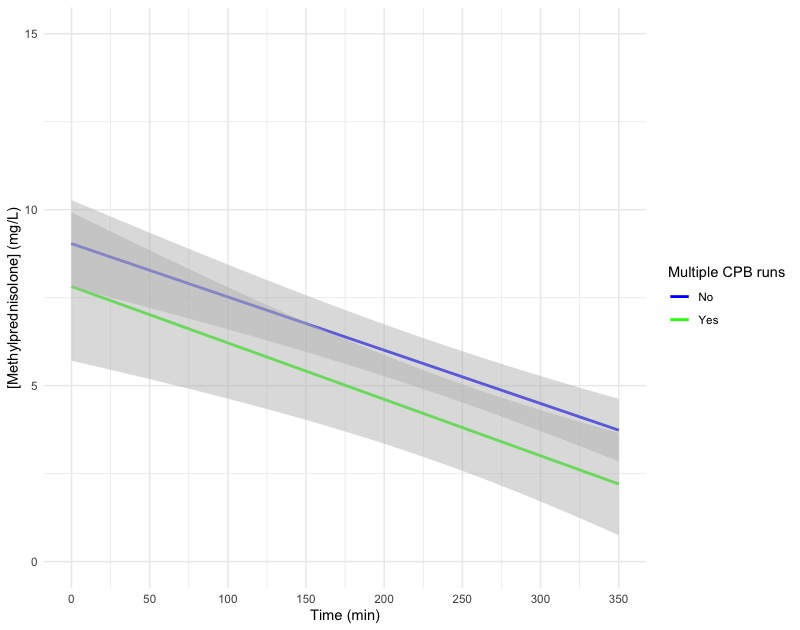 15
10
5
0
[Methylprednisolone] (mg/L)
0 50 100 150 200 250 300 350
Time (min)
Multiple CPB runs
No
Yes